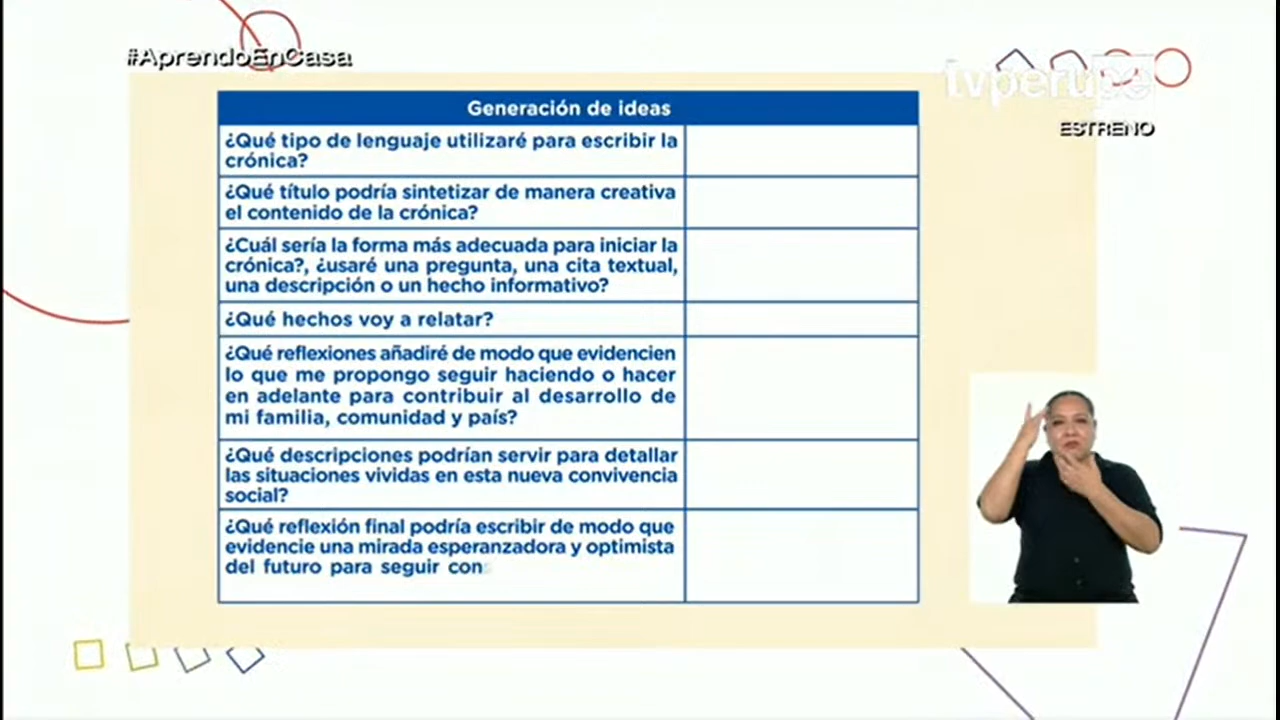 #AprendoEnCasa
tvperu
ESTRENO
Generación de ideas
¿Qué tipo de lenguaje utilizaré para escribir la
crónica?
¿Qué título podría sintetizar de manera creativa
el contenido de la crónica?
¿Cuál sería la forma más adecuada para iniciar la
crónica?, ¿usaré una pregunta, una cita textual,
una descripción o un hecho informativo?
¿Qué hechos voy a relatar?
¿Qué reflexiones añadiré de modo que evidencien
lo que me propongo seguir haciendo o hacer
en adelante para contribuir al desarrollo de
mi familia, comunidad y país?
¿Qué descripciones podrían servir para detallar
las situaciones vividas en esta nueva convivencia
social?
¿Qué reflexión final podría escribir de modo que
evidencie una mirada esperanzadora y optimista
del futuro para seguir con